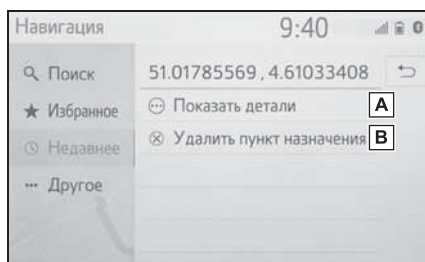 Навигация 9:40
Поиск
51.01785569 , 4.61033408
Избранное
Показать детали A
Недавнее
Удалить пункт назначения B
Другое